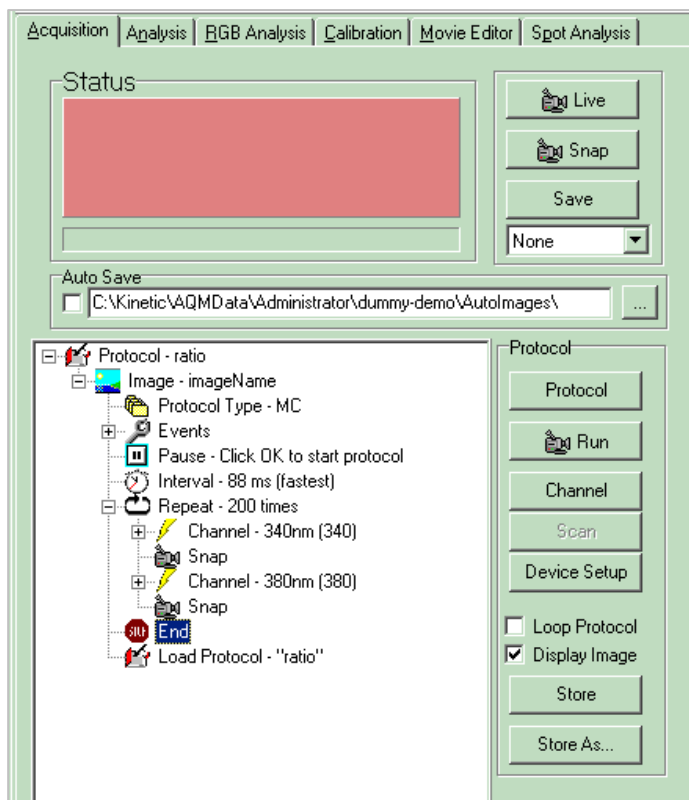 Acquisition Analysis RGB Analysis Calibration Movie Editor Spot Analysis
Status
Live
Snap
Save
None
Auto Save
C:\Kinetic\AQMData\Administrator\dummy-demo\AutoImages\ ...
Protocol - ratio
Image - imageName
Protocol Type - MC
Events
Pause - Click OK to start protocol
Interval - 88 ms (fastest)
Repeat - 200 times
Channel - 340nm (340)
Snap
Channel - 380nm (380)
Snap
End
Load Protocol - "ratio"
Protocol
Protocol
Run
Channel
Scan
Device Setup
Loop Protocol
Display Image
Store
Store As...